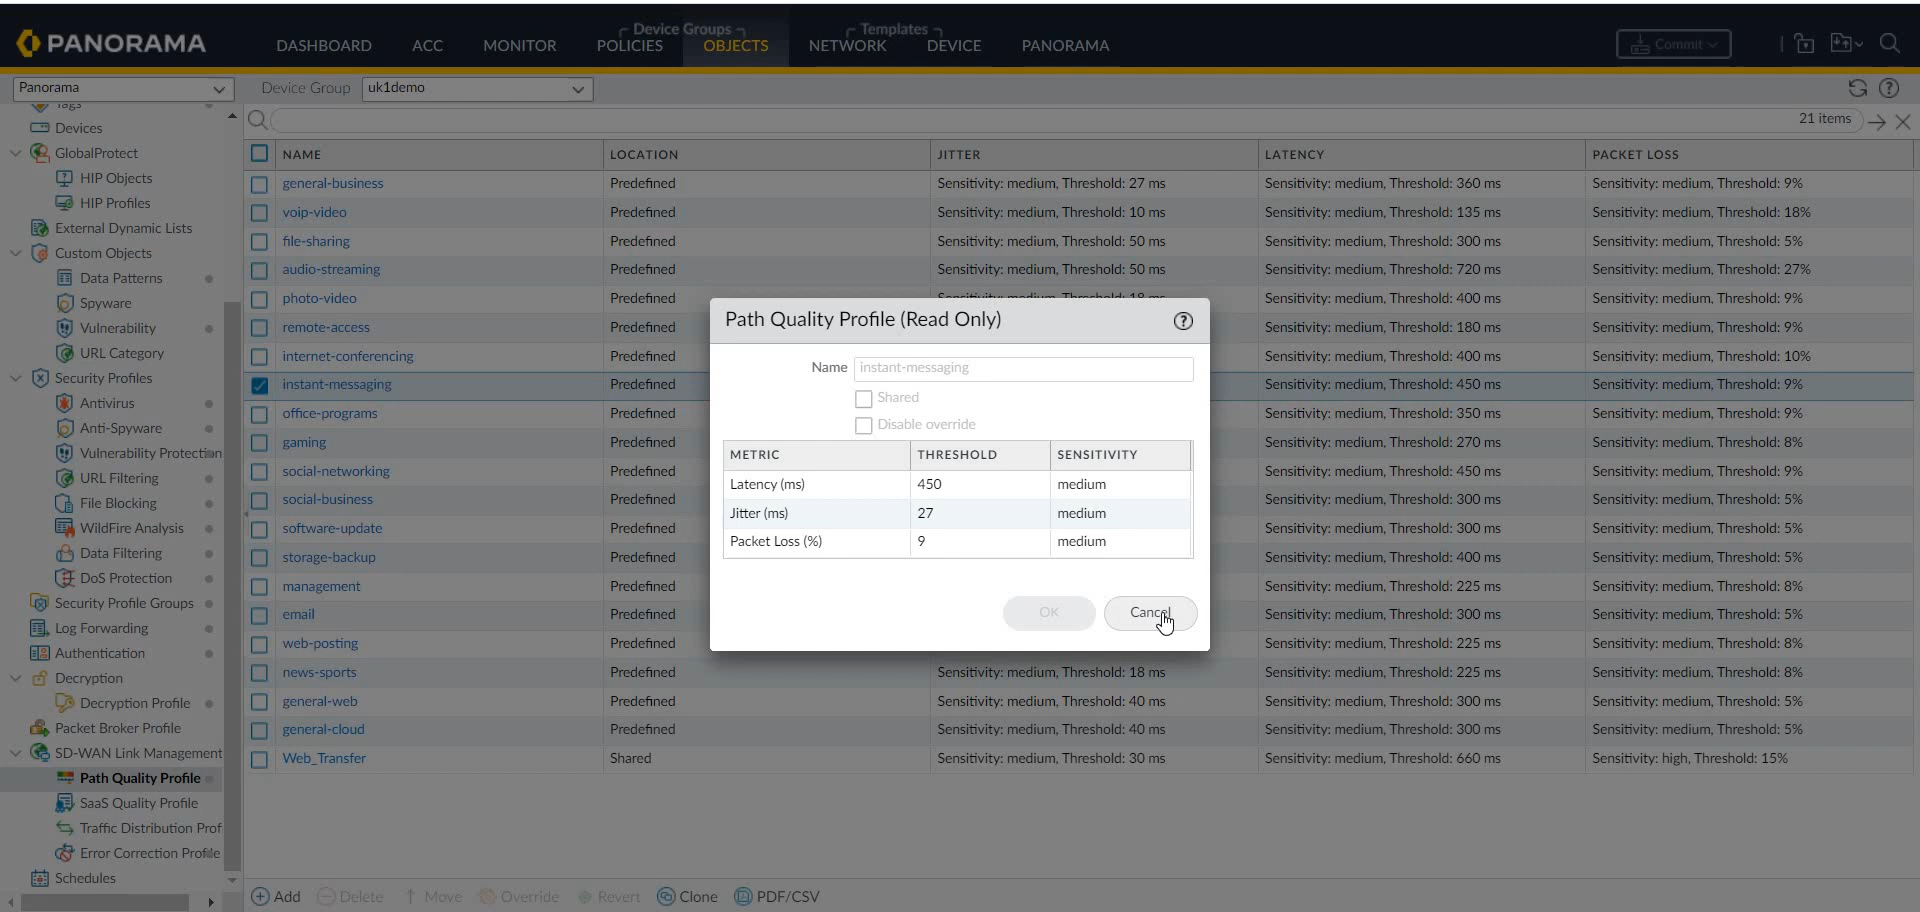 Device Groups
Templates
PANORAMA
DASHBOARD
ACC
MONITOR
POLICIES
OBJECTS
NETWORK
DEVICE
PANORAMA
Commit
Panorama
Device Group
uk1demo
Tags
Devices
GlobalProtect
HIP Objects
HIP Profiles
External Dynamic Lists
Custom Objects
Data Patterns
Spyware
Vulnerability
URL Category
Security Profiles
Antivirus
Anti-Spyware
Vulnerability Protection
URL Filtering
File Blocking
WildFire Analysis
Data Filtering
DoS Protection
Security Profile Groups
Log Forwarding
Authentication
Decryption
Decryption Profile
Packet Broker Profile
SD-WAN Link Management
Path Quality Profile
SaaS Quality Profile
Traffic Distribution Prof
Error Correction Profile
Schedules
21 items
NAME LOCATION JITTER LATENCY PACKET LOSS
general-business Predefined Sensitivity: medium, Threshold: 27 ms Sensitivity: medium, Threshold: 360 ms Sensitivity: medium, Threshold: 9%
voip-video Predefined Sensitivity: medium, Threshold: 10 ms Sensitivity: medium, Threshold: 135 ms Sensitivity: medium, Threshold: 18%
file-sharing Predefined Sensitivity: medium, Threshold: 50 ms Sensitivity: medium, Threshold: 300 ms Sensitivity: medium, Threshold: 5%
audio-streaming Predefined Sensitivity: medium, Threshold: 50 ms Sensitivity: medium, Threshold: 720 ms Sensitivity: medium, Threshold: 27%
photo-video Predefined Sensitivity: medium, Threshold: 18 ms Sensitivity: medium, Threshold: 400 ms Sensitivity: medium, Threshold: 9%
remote-access Predefined Sensitivity: medium, Threshold: 180 ms Sensitivity: medium, Threshold: 9%
internet-conferencing Predefined Sensitivity: medium, Threshold: 400 ms Sensitivity: medium, Threshold: 10%
instant-messaging Predefined Sensitivity: medium, Threshold: 450 ms Sensitivity: medium, Threshold: 9%
office-programs Predefined Sensitivity: medium, Threshold: 350 ms Sensitivity: medium, Threshold: 9%
gaming Predefined Sensitivity: medium, Threshold: 270 ms Sensitivity: medium, Threshold: 8%
social-networking Predefined Sensitivity: medium, Threshold: 450 ms Sensitivity: medium, Threshold: 9%
social-business Predefined Sensitivity: medium, Threshold: 300 ms Sensitivity: medium, Threshold: 5%
software-update Predefined Sensitivity: medium, Threshold: 300 ms Sensitivity: medium, Threshold: 5%
storage-backup Predefined Sensitivity: medium, Threshold: 400 ms Sensitivity: medium, Threshold: 5%
management Predefined Sensitivity: medium, Threshold: 225 ms Sensitivity: medium, Threshold: 8%
email Predefined Sensitivity: medium, Threshold: 300 ms Sensitivity: medium, Threshold: 5%
web-posting Predefined Sensitivity: medium, Threshold: 225 ms Sensitivity: medium, Threshold: 8%
news-sports Predefined Sensitivity: medium, Threshold: 18 ms Sensitivity: medium, Threshold: 225 ms Sensitivity: medium, Threshold: 8%
general-web Predefined Sensitivity: medium, Threshold: 40 ms Sensitivity: medium, Threshold: 300 ms Sensitivity: medium, Threshold: 5%
general-cloud Predefined Sensitivity: medium, Threshold: 40 ms Sensitivity: medium, Threshold: 300 ms Sensitivity: medium, Threshold: 5%
Web_Transfer Shared Sensitivity: medium, Threshold: 30 ms Sensitivity: medium, Threshold: 660 ms Sensitivity: high, Threshold: 15%
Path Quality Profile (Read Only)
Name instant-messaging
Shared
Disable override
METRIC THRESHOLD SENSITIVITY
Latency (ms) 450 medium
Jitter (ms) 27 medium
Packet Loss (%) 9 medium
OK
Cancel
Add
Delete
Move
Override
Revert
Clone
PDF/CSV